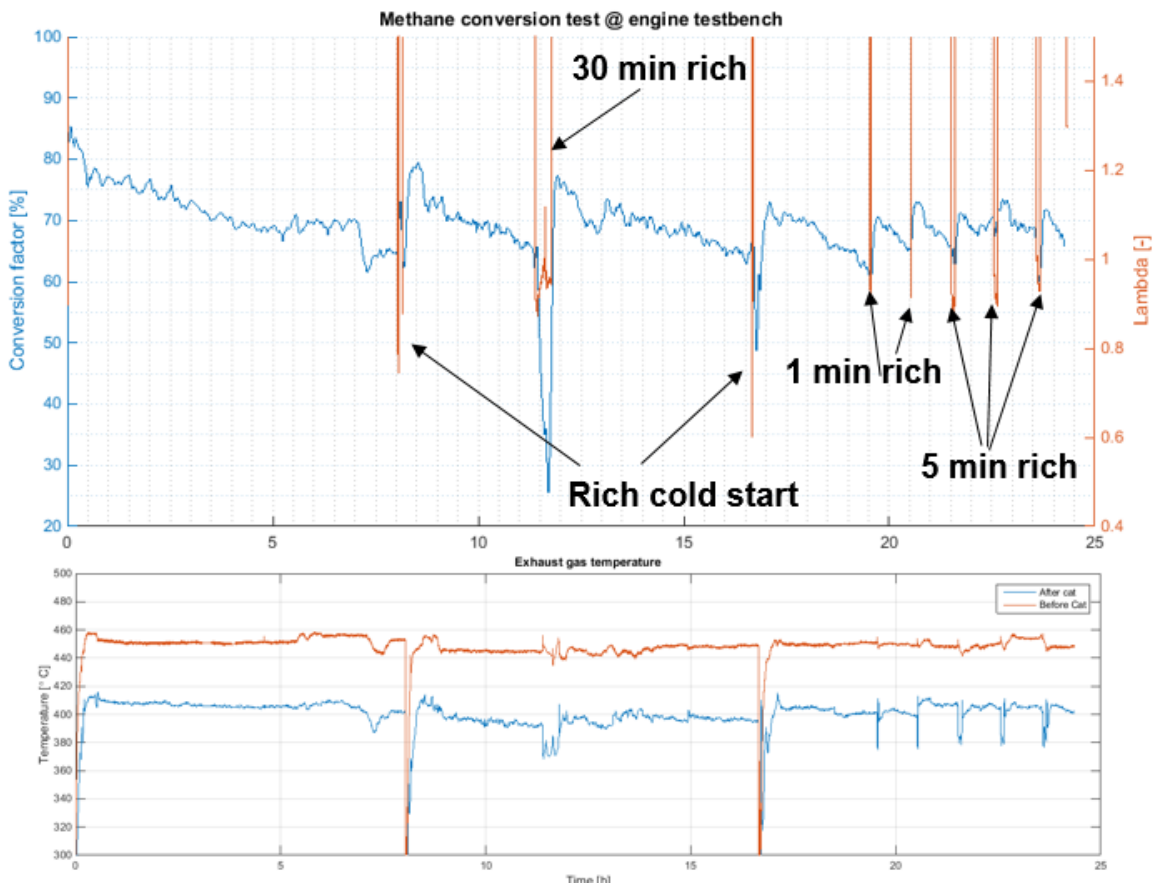 Methane conversion test @ engine testbench
100
90
80
70
60
50
40
30
20
Conversion factor [%]
30 min rich
1 min rich
5 min rich
Rich cold start
1.4
1.2
1
0.8
0.6
0.4
Lambda [-]
0 5 10 15 20 25
Exhaust gas temperature
500
480
460
440
420
400
380
360
340
320
300
Temperature [° C]
After cat
Before Cat
0 5 10 15 20 25
Time [h]